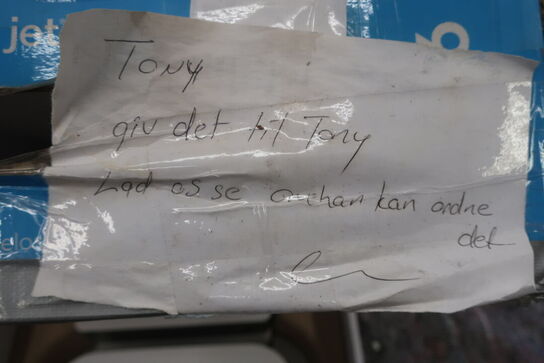 jet
Tony
giv det til Tony
Lad os se om han kan ordne
det